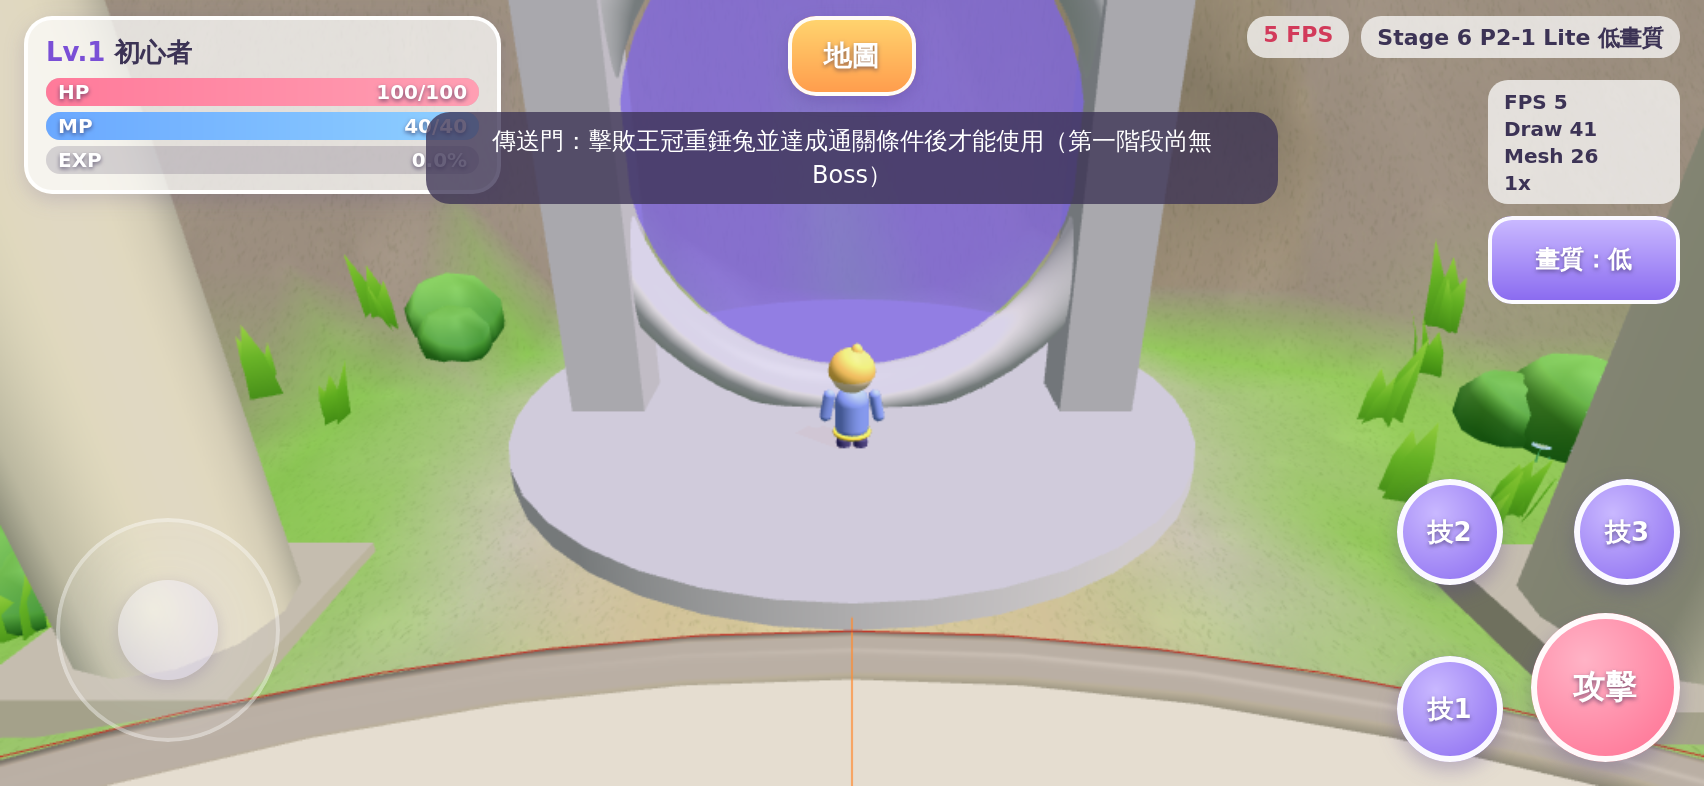 Lv.1 初心者
HP 100/100
MP 40/40
EXP 0.0%
地圖
5 FPS
Stage 6 P2-1 Lite 低畫質
FPS 5
Draw 41
Mesh 26
1x
畫質：低
傳送門：擊敗王冠重錘兔並達成通關條件後才能使用（第一階段尚無
Boss）
技2
技3
技1
攻擊